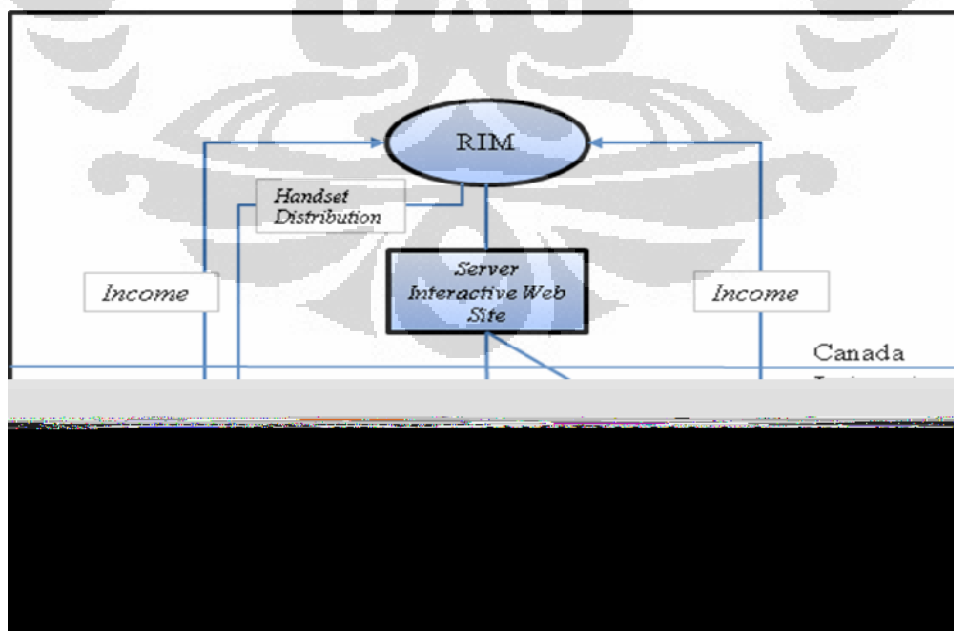 RIM
Handset
Distribution
Server
Interactive Web
Site
Income
Income
Canada